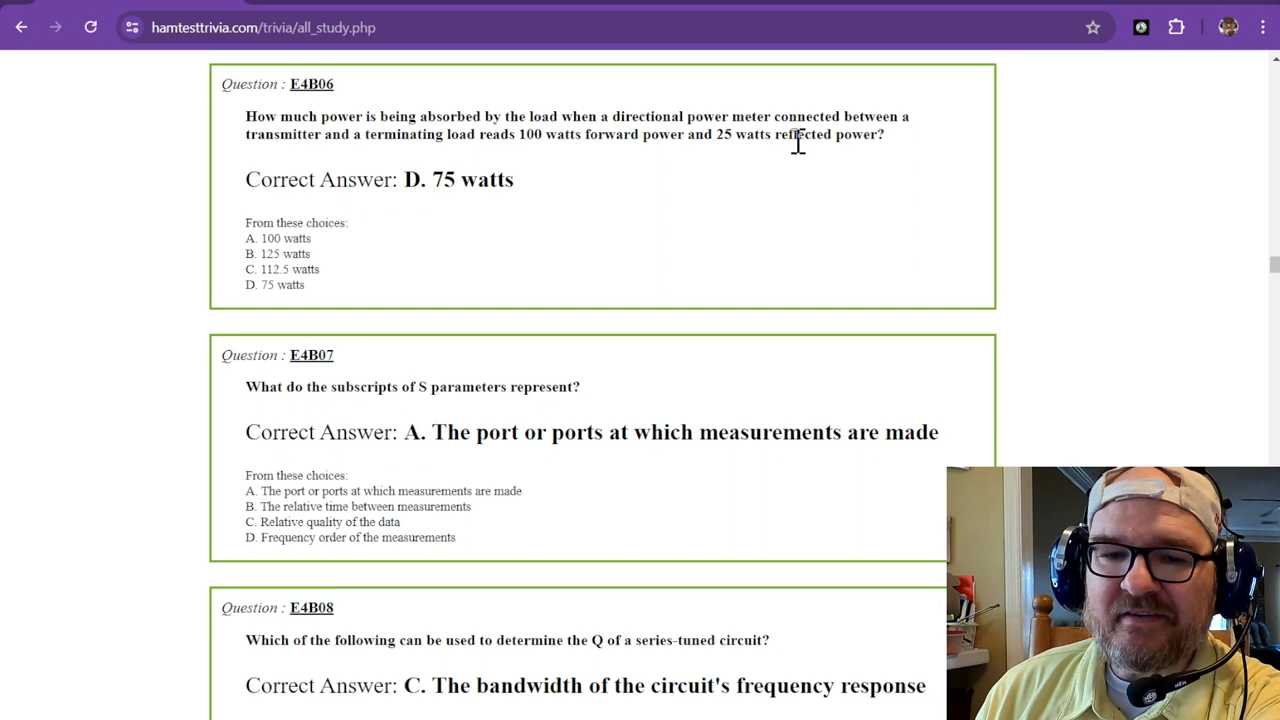 hamtesttrivia.com/trivia/all_study.php
Question : E4B06
How much power is being absorbed by the load when a directional power meter connected between a
transmitter and a terminating load reads 100 watts forward power and 25 watts reflected power?
Correct Answer: D. 75 watts
From these choices:
A. 100 watts
B. 125 watts
C. 112.5 watts
D. 75 watts
Question : E4B07
What do the subscripts of S parameters represent?
Correct Answer: A. The port or ports at which measurements are made
From these choices:
A. The port or ports at which measurements are made
B. The relative time between measurements
C. Relative quality of the data
D. Frequency order of the measurements
Question : E4B08
Which of the following can be used to determine the Q of a series-tuned circuit?
Correct Answer: C. The bandwidth of the circuit's frequency response